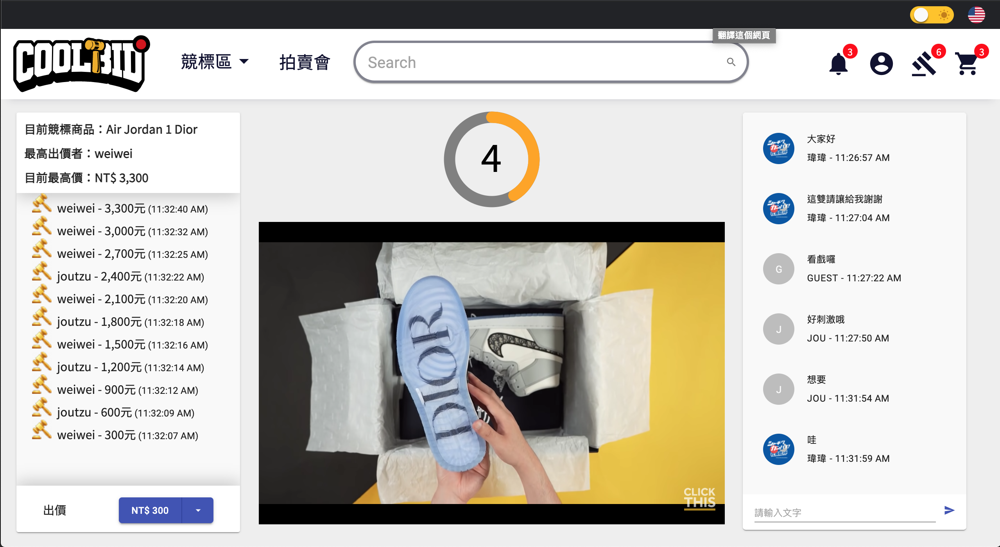 翻譯這個網頁
COOLBID
競標區
拍賣會
Search
3
6
3
目前競標商品：Air Jordan 1 Dior
最高出價者：weiwei
目前最高價：NT$ 3,300
weiwei - 3,300元 (11:32:40 AM)
weiwei - 3,000元 (11:32:32 AM)
weiwei - 2,700元 (11:32:25 AM)
joutzu - 2,400元 (11:32:22 AM)
weiwei - 2,100元 (11:32:20 AM)
joutzu - 1,800元 (11:32:18 AM)
weiwei - 1,500元 (11:32:16 AM)
joutzu - 1,200元 (11:32:14 AM)
weiwei - 900元 (11:32:12 AM)
joutzu - 600元 (11:32:09 AM)
weiwei - 300元 (11:32:07 AM)
出價
NT$ 300
4
DIOR
CLICK
THIS
大家好
瑋瑋 - 11:26:57 AM
這雙請讓給我謝謝
瑋瑋 - 11:27:04 AM
G
看戲囉
GUEST - 11:27:22 AM
J
好刺激哦
JOU - 11:27:50 AM
J
想要
JOU - 11:31:54 AM
哇
瑋瑋 - 11:31:59 AM
請輸入文字